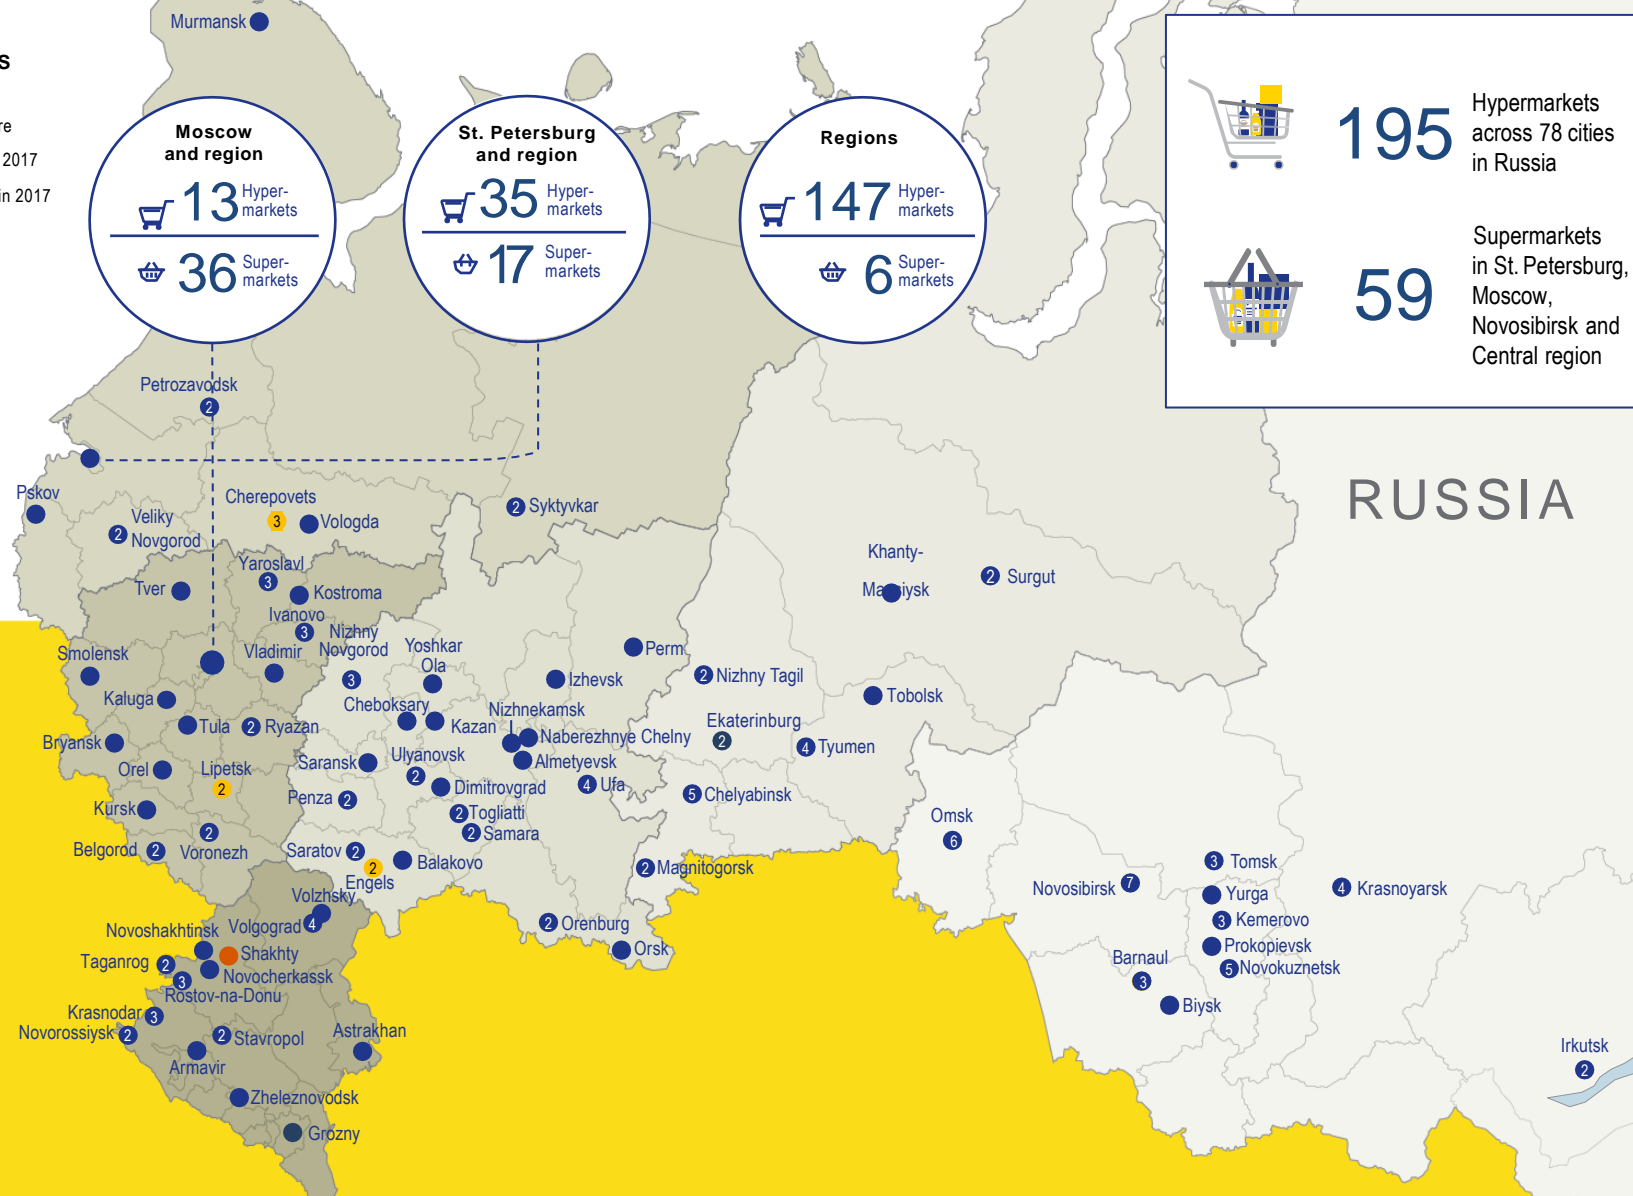 Murmansk
s
re
2017
in 2017
Moscow
and region
13 Hyper-
markets
36 Super-
markets
St. Petersburg
and region
35 Hyper-
markets
17 Super-
markets
Regions
147 Hyper-
markets
6 Super-
markets
195
Hypermarkets
across 78 cities
in Russia
59
Supermarkets
in St. Petersburg,
Moscow,
Novosibirsk and
Central region
RUSSIA
Petrozavodsk
2
Pskov
Cherepovets
3
Vologda
Veliky
2
Novgorod
2 Syktyvkar
Yaroslavl
3
Tver
Kostroma
Ivanovo
3
Nizhny
Novgorod
3
Khanty-
Mansiysk
2 Surgut
Smolensk
Vladimir
Yoshkar
Ola
Perm
Kaluga
Izhevsk
2 Nizhny Tagil
Tobolsk
Cheboksary
Nizhnekamsk
Tula
2 Ryazan
Kazan
Naberezhnye Chelny
Ekaterinburg
2
4 Tyumen
Bryansk
Orel
Lipetsk
2
Saransk
Ulyanovsk
2
Almetyevsk
Dimitrovgrad
4 Ufa
5 Chelyabinsk
Kursk
Penza 2
2 Togliatti
2 Samara
Omsk
6
Belgorod 2
2
Voronezh
Saratov 2
2
Engels
Balakovo
2 Magnitogorsk
3 Tomsk
Novosibirsk 7
Yurga
4 Krasnoyarsk
Volzhsky
Volgograd 4
2 Orenburg
Orsk
3 Kemerovo
Prokopievsk
Barnaul
3
5 Novokuznetsk
Biysk
Novoshakhtinsk
Shakhty
Taganrog 2
Novocherkassk
3
Rostov-na-Donu
Krasnodar 3
Novorossiysk 2
2 Stavropol
Astrakhan
Armavir
Irkutsk
2
Zheleznovodsk
Grozny